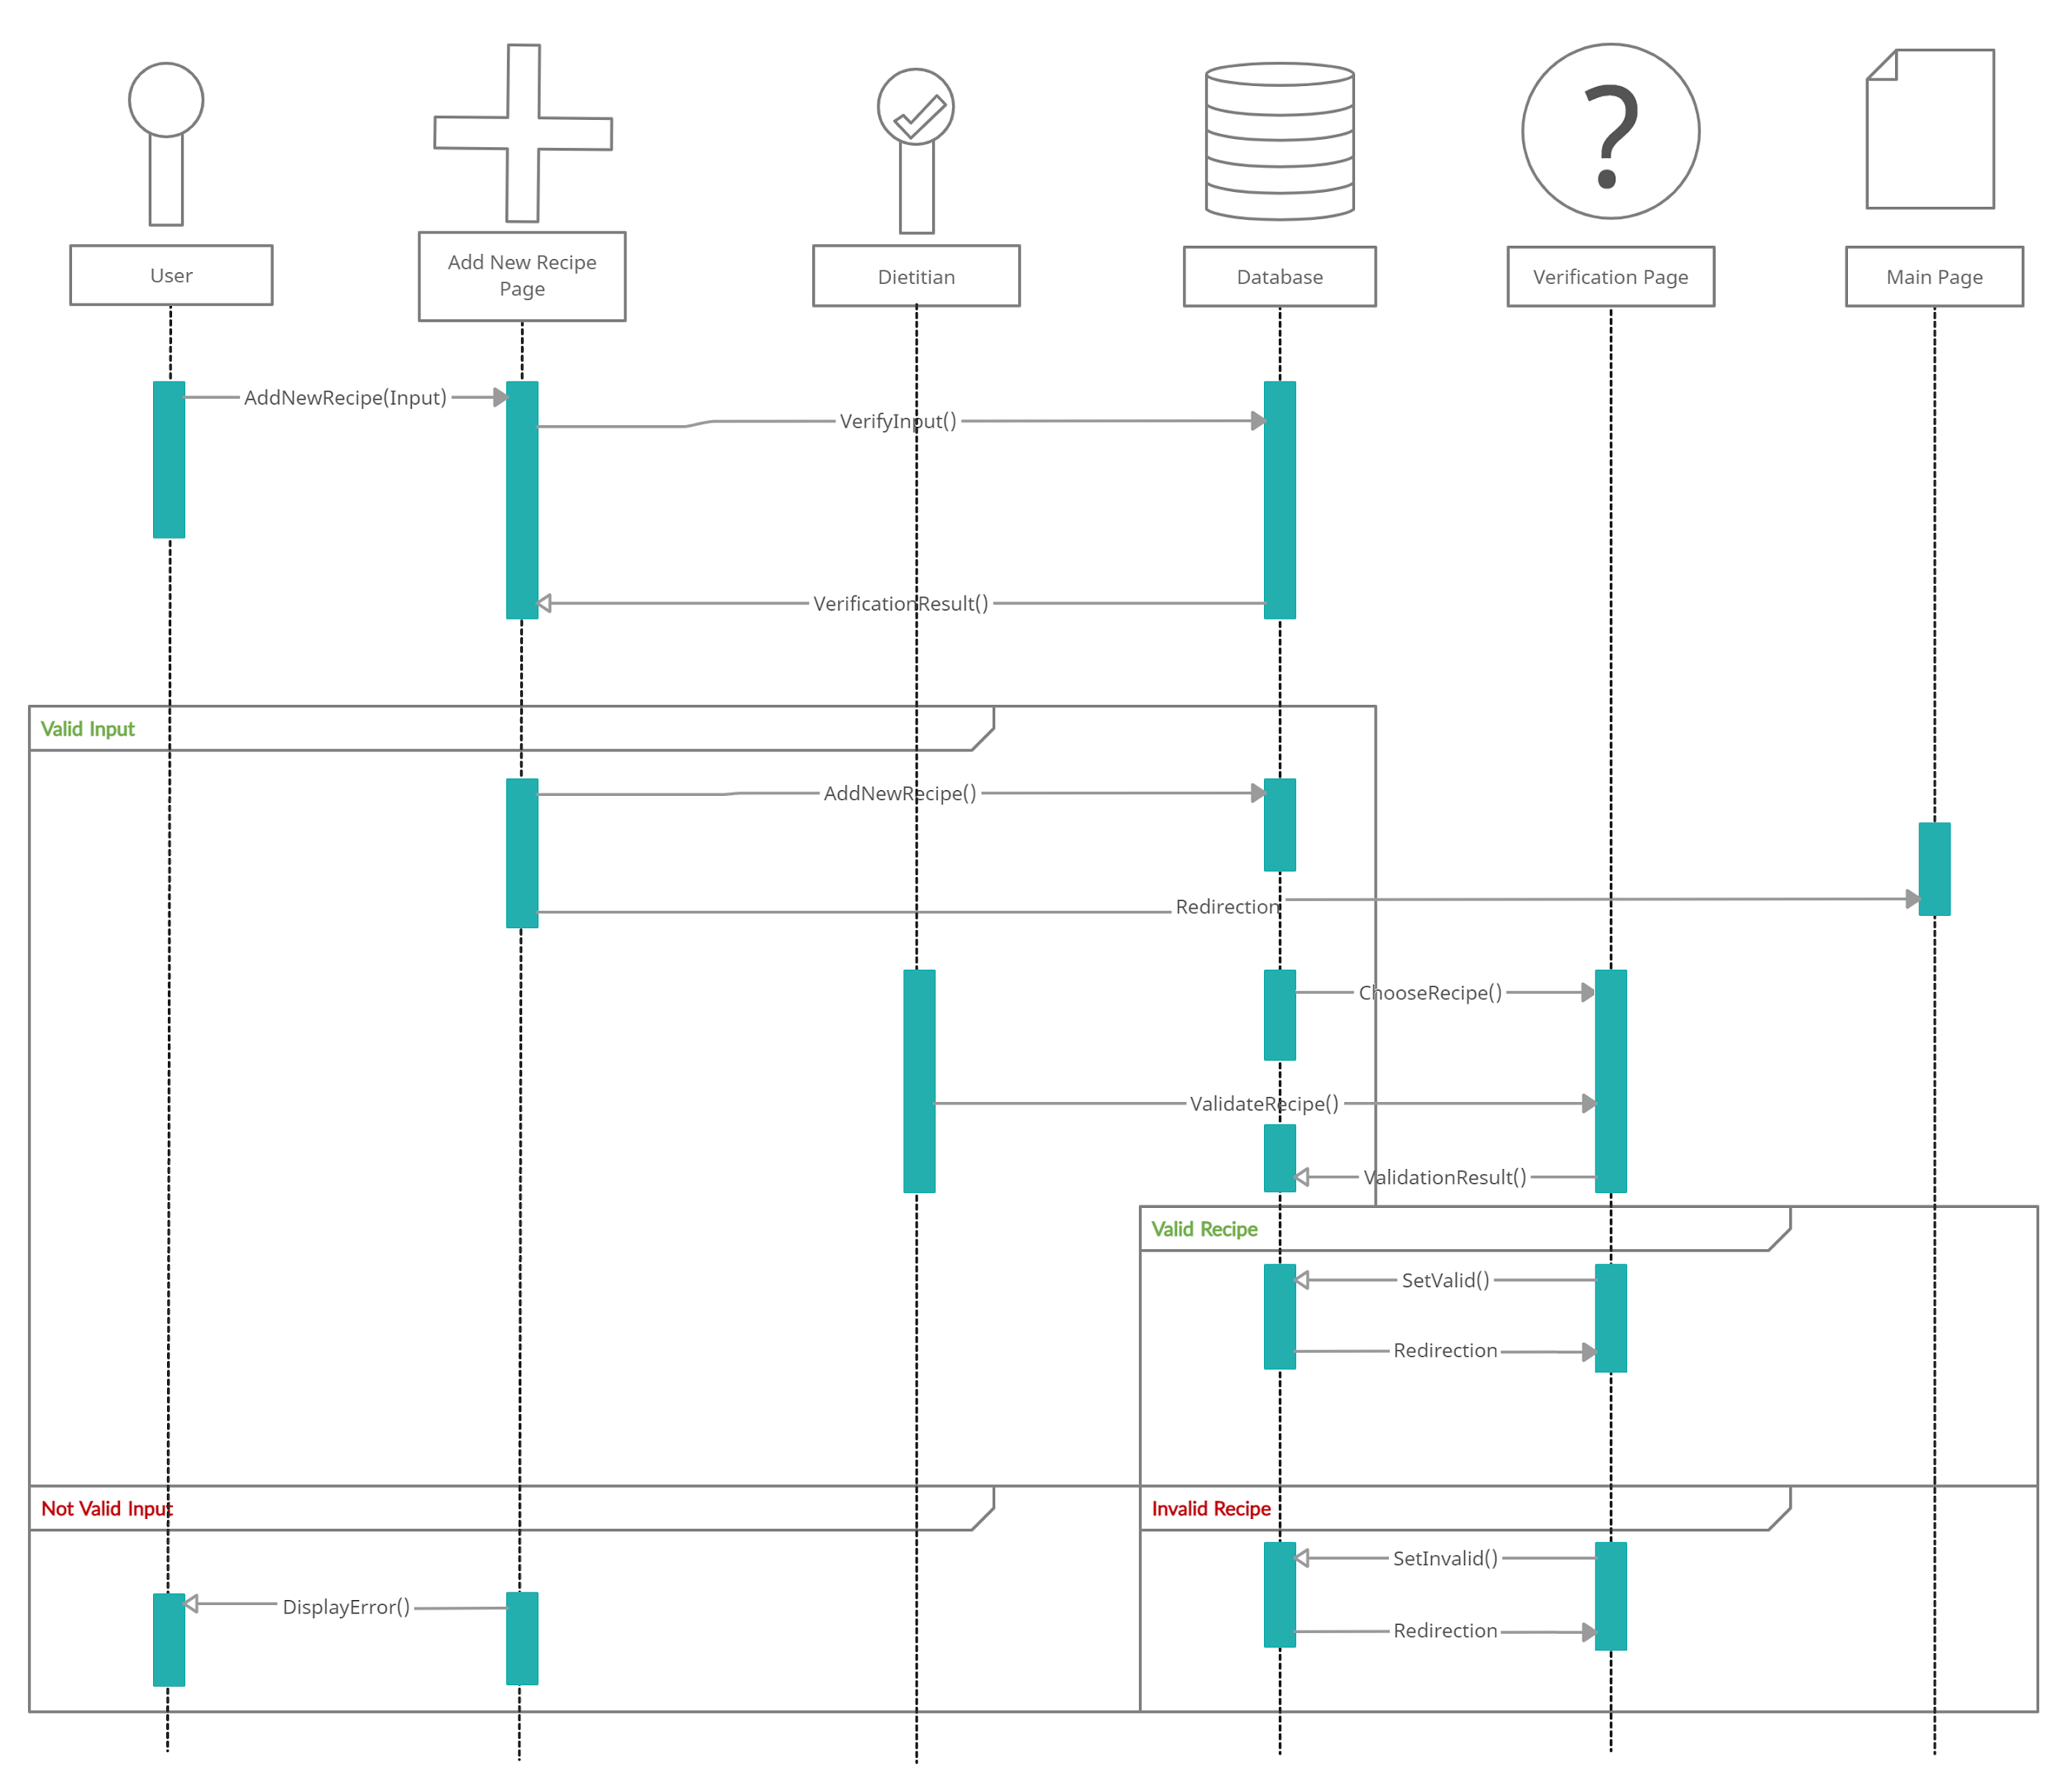 ?
User
Add New Recipe
Page
Dietitian
Database
Verification Page
Main Page
AddNewRecipe(Input)
VerifyInput()
VerificationResult()
Valid Input
AddNewRecipe()
Redirection
ChooseRecipe()
ValidateRecipe()
ValidationResult()
Valid Recipe
SetValid()
Redirection
Not Valid Input
Invalid Recipe
SetInvalid()
DisplayError()
Redirection